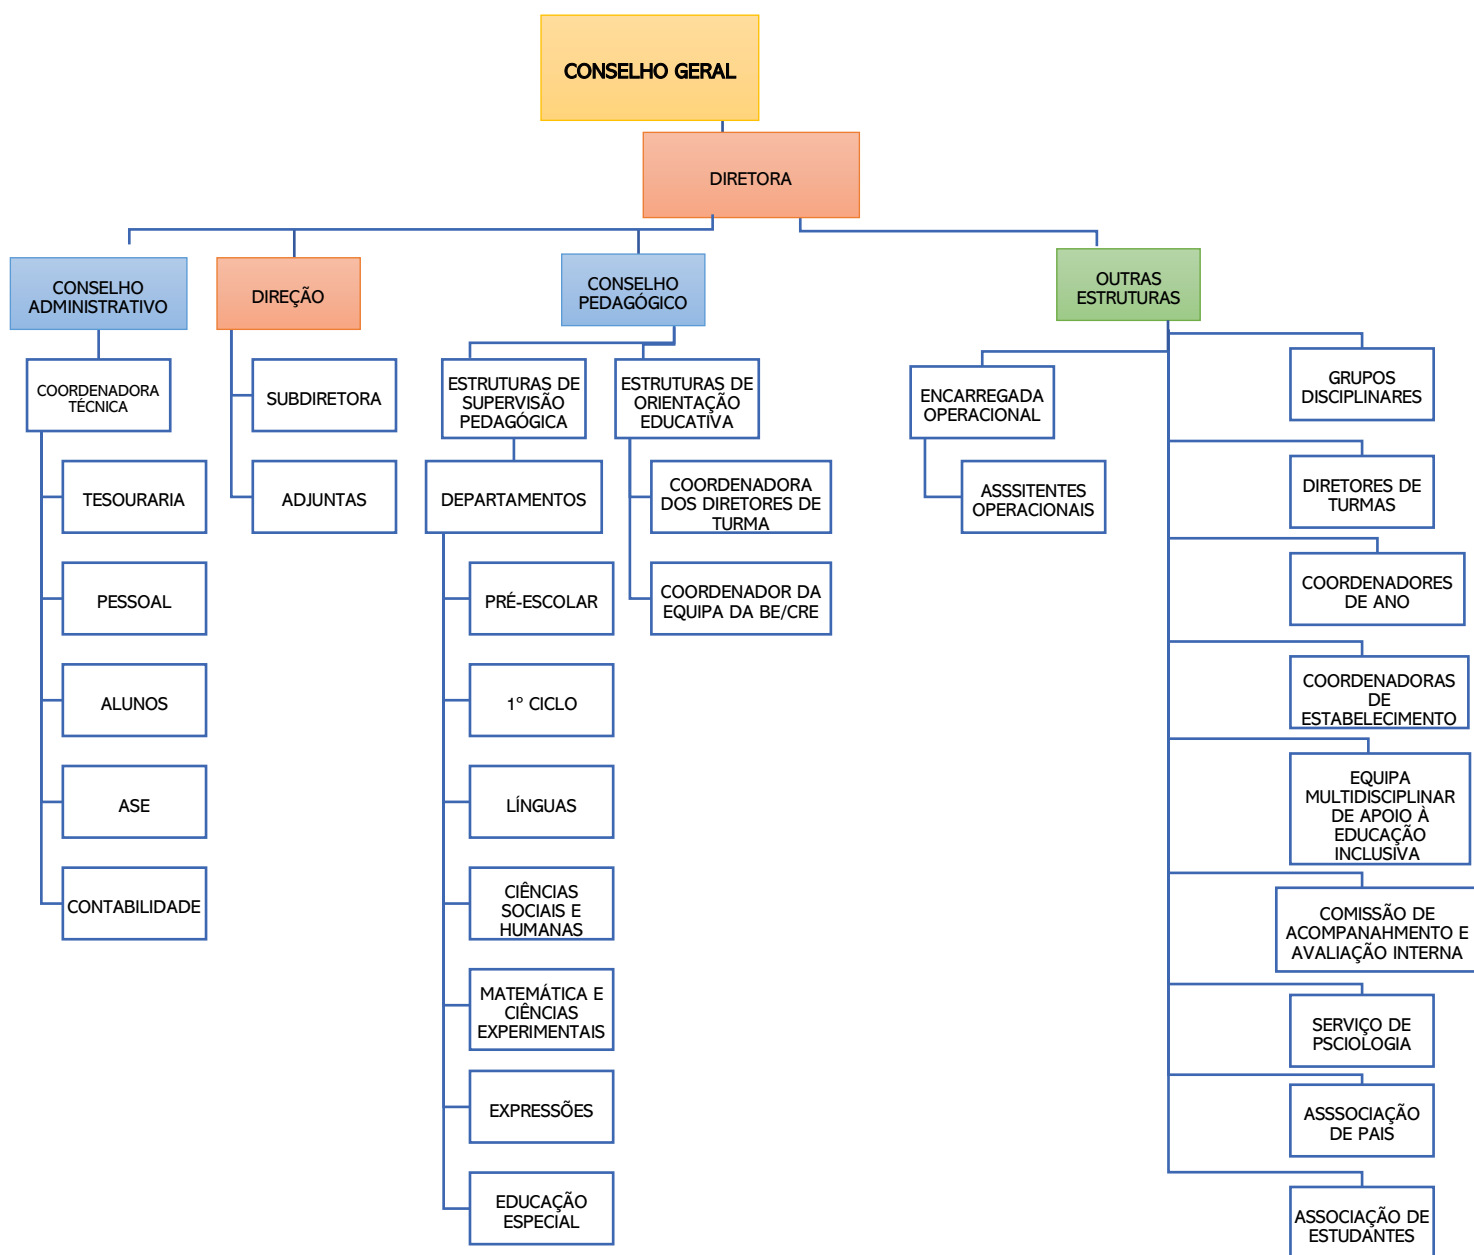 CONSELHO GERAL
DIRETORA
CONSELHO
ADMINISTRATIVO
DIREÇÃO
CONSELHO
PEDAGÓGICO
OUTRAS
ESTRUTURAS
COORDENADORA
TÉCNICA
TESOURARIA
PESSOAL
ALUNOS
ASE
CONTABILIDADE
SUBDIRETORA
ADJUNTAS
ESTRUTURAS DE
SUPERVISÃO
PEDAGÓGICA
DEPARTAMENTOS
PRÉ-ESCOLAR
1º CICLO
LÍNGUAS
CIÊNCIAS
SOCIAIS E
HUMANAS
MATEMÁTICA E
CIÊNCIAS
EXPERIMENTAIS
EXPRESSÕES
EDUCAÇÃO
ESPECIAL
ESTRUTURAS DE
ORIENTAÇÃO
EDUCATIVA
COORDENADORA
DOS DIRETORES DE
TURMA
COORDENADOR DA
EQUIPA DA BE/CRE
ENCARREGADA
OPERACIONAL
ASSSITENTES
OPERACIONAIS
GRUPOS
DISCIPLINARES
DIRETORES DE
TURMAS
COORDENADORES
DE ANO
COORDENADORAS
DE
ESTABELECIMENTO
EQUIPA
MULTIDISCIPLINAR
DE APOIO À
EDUCAÇÃO
INCLUSIVA
COMISSÃO DE
ACOMPANAHMENTO E
AVALIAÇÃO INTERNA
SERVIÇO DE
PSCIOLOGIA
ASSSOCIAÇÃO
DE PAIS
ASSOCIAÇÃO DE
ESTUDANTES